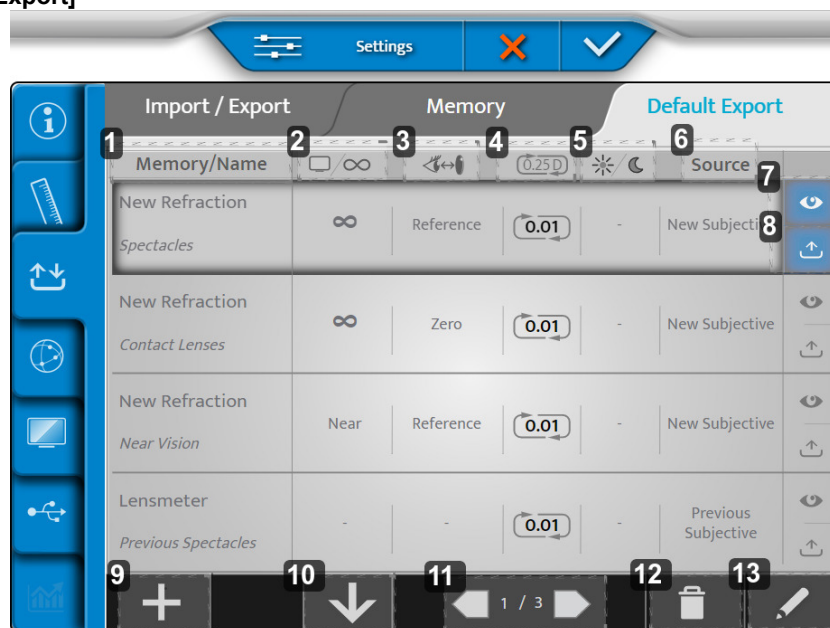 Export]
Settings
Import / Export
Memory
Default Export
1
2
3
4
5
6
Memory/Name
/∞
0.25 D
/
Source
7
New Refraction
Spectacles
∞
Reference
0.01
-
New Subjecti
8
New Refraction
Contact Lenses
∞
Zero
0.01
-
New Subjective
New Refraction
Near Vision
Near
Reference
0.01
-
New Subjective
Lensmeter
Previous Spectacles
-
-
0.01
-
Previous
Subjective
9
10
11
12
13
1 / 3